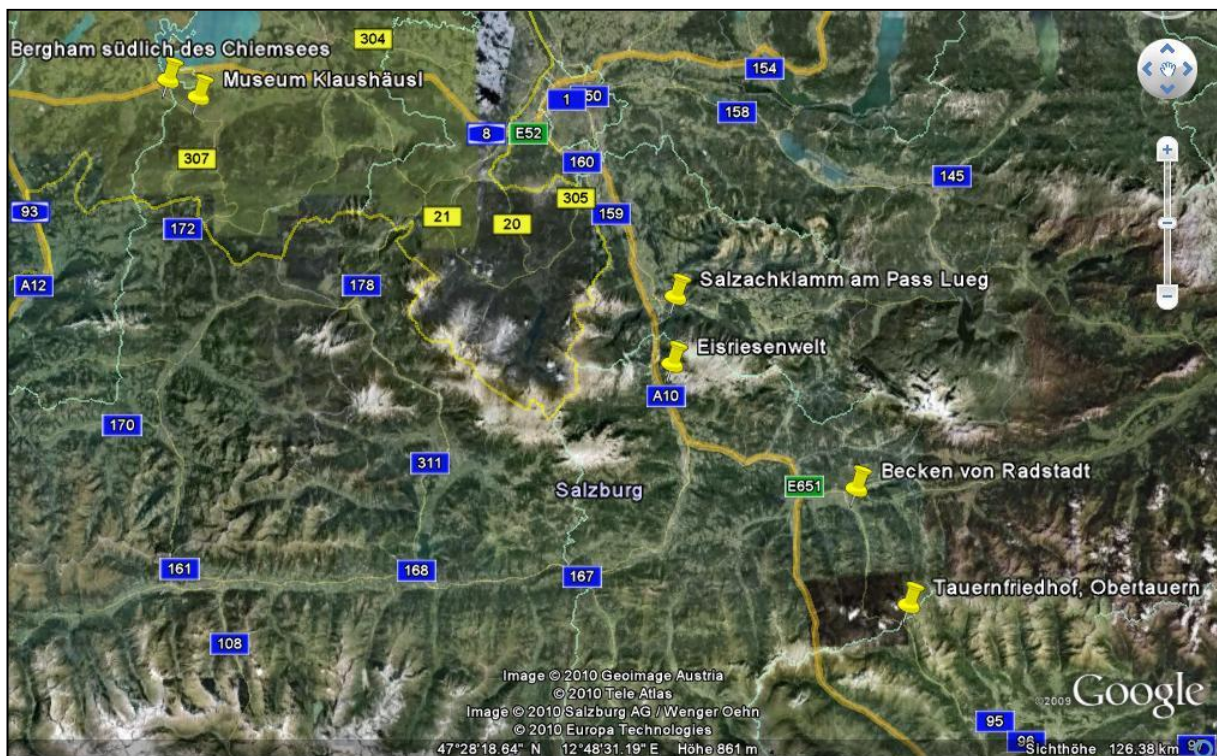 304
Bergham südlich des Chiemsees
Museum Klaushäusl
154
1
50
158
8
E52
160
307
145
305
93
21
20
159
172
A12
178
Salzachklamm am Pass Lueg
Eisriesenwelt
A10
170
311
Becken von Radstadt
E651
Salzburg
161
168
167
Tauernfriedhof, Obertauern
108
Image © 2010 Geoimage Austria
© 2010 Tele Atlas
Image © 2010 Salzburg AG / Wenger Oehn
© 2010 Europa Technologies
©2009 Google
95
96
97
47°28'18.64" N 12°48'31.19" E Höhe 861 m
Sichthöhe 126.38 km